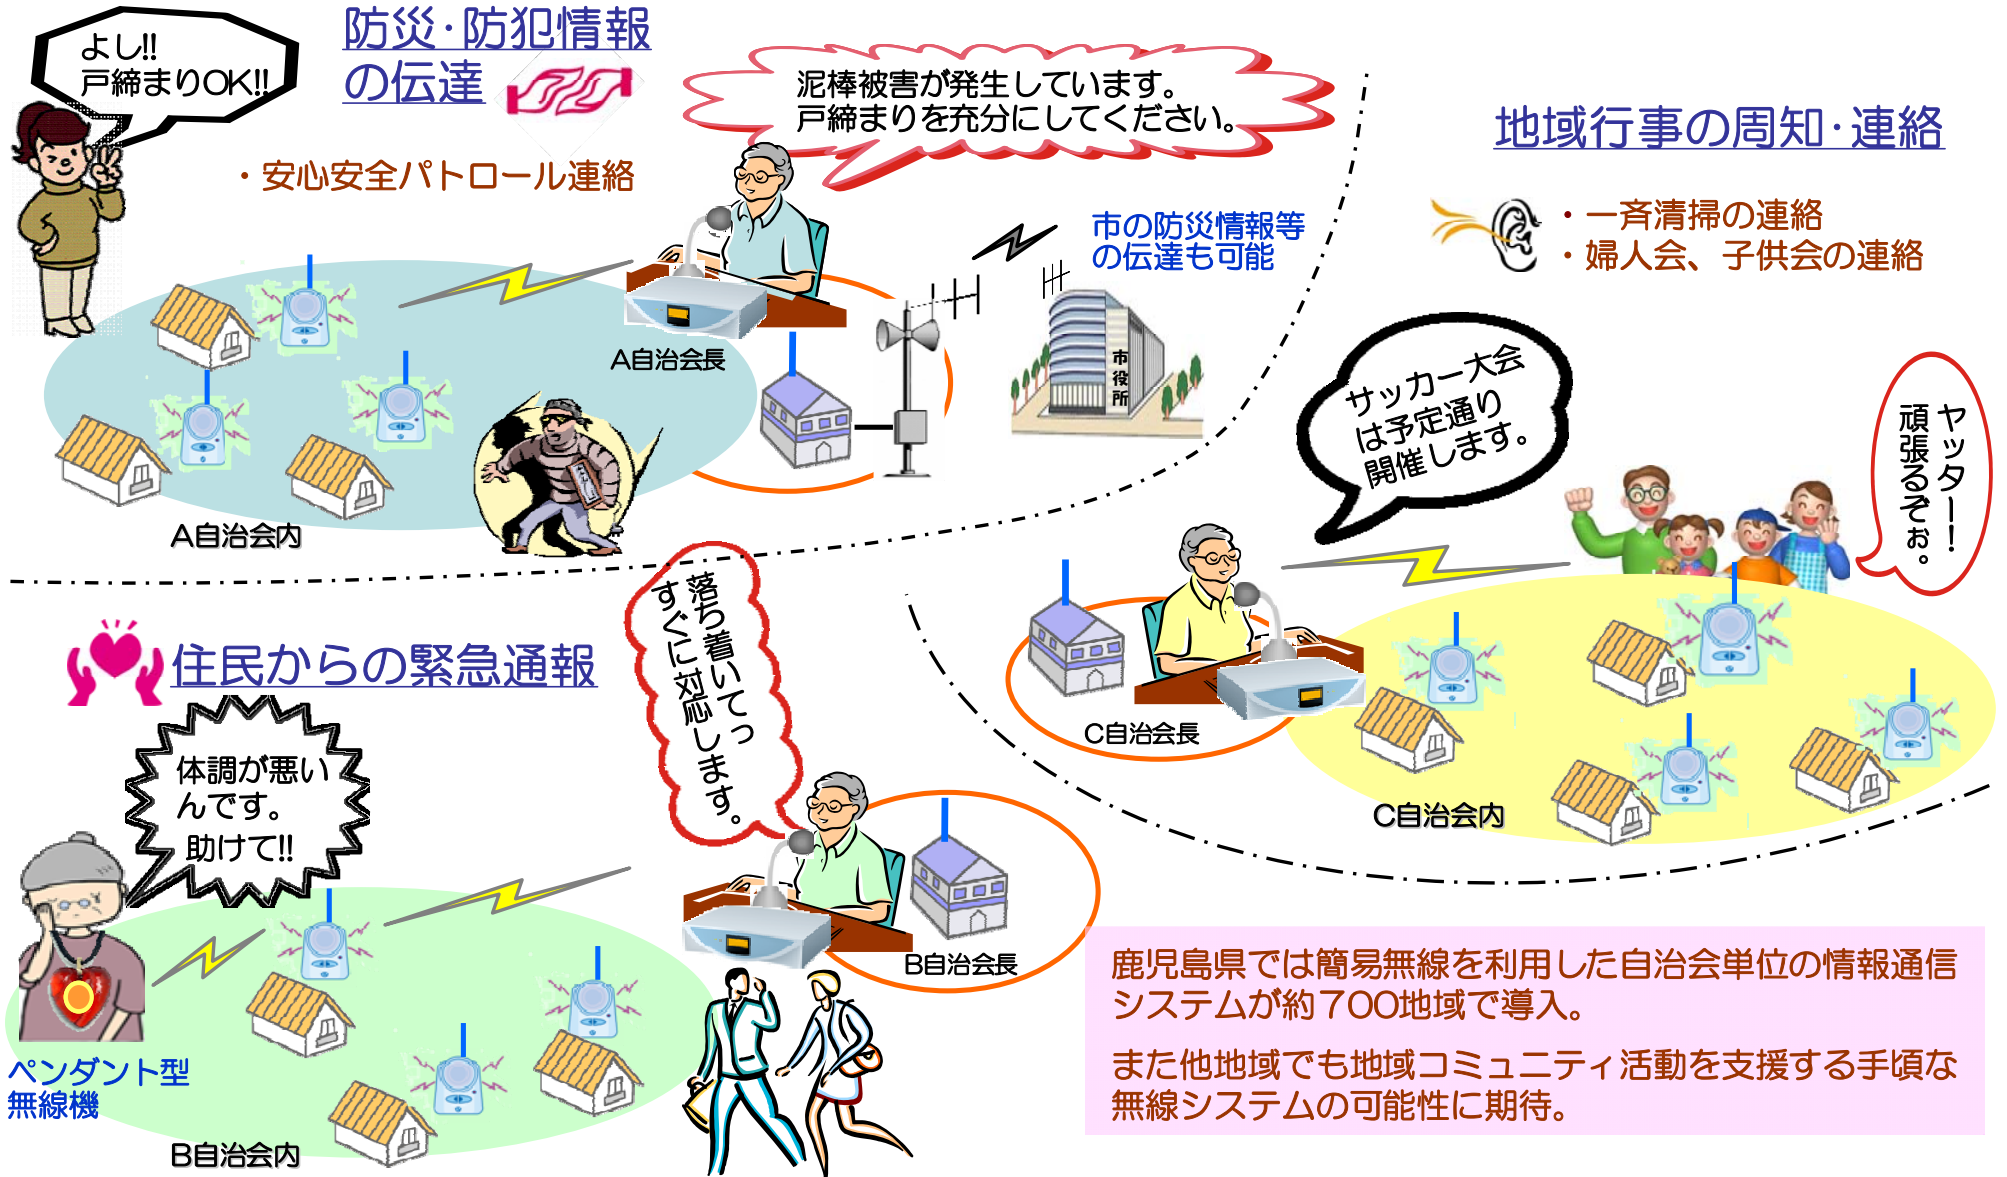 防災・防犯情報
の伝達
よし!!
戸締まりOK!!
・安心安全パトロール連絡
泥棒被害が発生しています。
戸締まりを充分にしてください。
市の防災情報等
の伝達も可能
A自治会長
市役所
A自治会内
地域行事の周知・連絡
・一斉清掃の連絡
・婦人会、子供会の連絡
サッカー大会
は予定通り
開催します。
ヤッター！
頑張るぞぉ。
C自治会長
C自治会内
住民からの緊急通報
体調が悪い
んです。
助けて!!
落ち着いてっ
すぐに対応します。
B自治会長
ペンダント型
無線機
B自治会内
鹿児島県では簡易無線を利用した自治会単位の情報通信
システムが約700地域で導入。
また他地域でも地域コミュニティ活動を支援する手頃な
無線システムの可能性に期待。